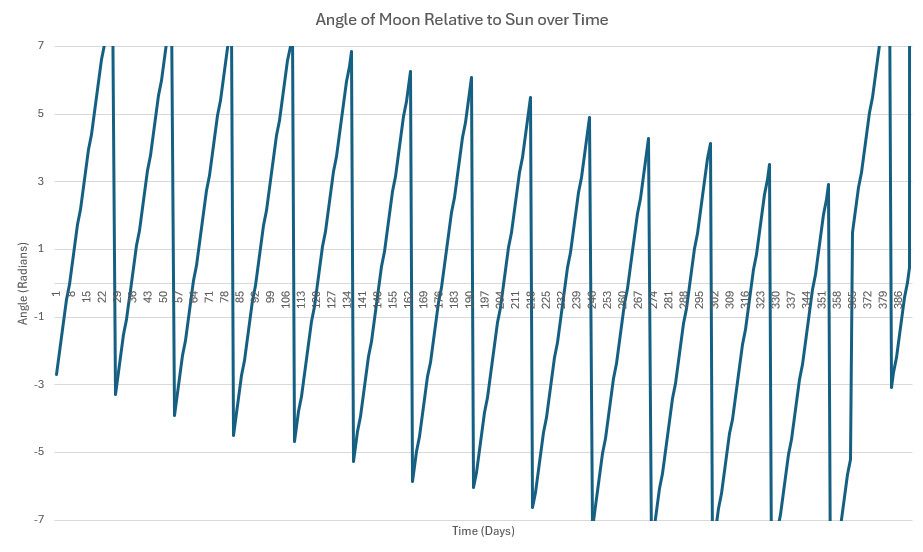 Angle of Moon Relative to Sun over Time
7
5
3
1
-1
-3
-5
-7
Angle (Radians)
1 8 15 22 29 36 43 50 57 64 71 78 85 92 99 106 113 120 127 134 141 148 155 162 169 176 183 190 197 204 211 218 225 232 239 246 253 260 267 274 281 288 295 302 309 316 323 330 337 344 351 358 365 372 379 386
Time (Days)